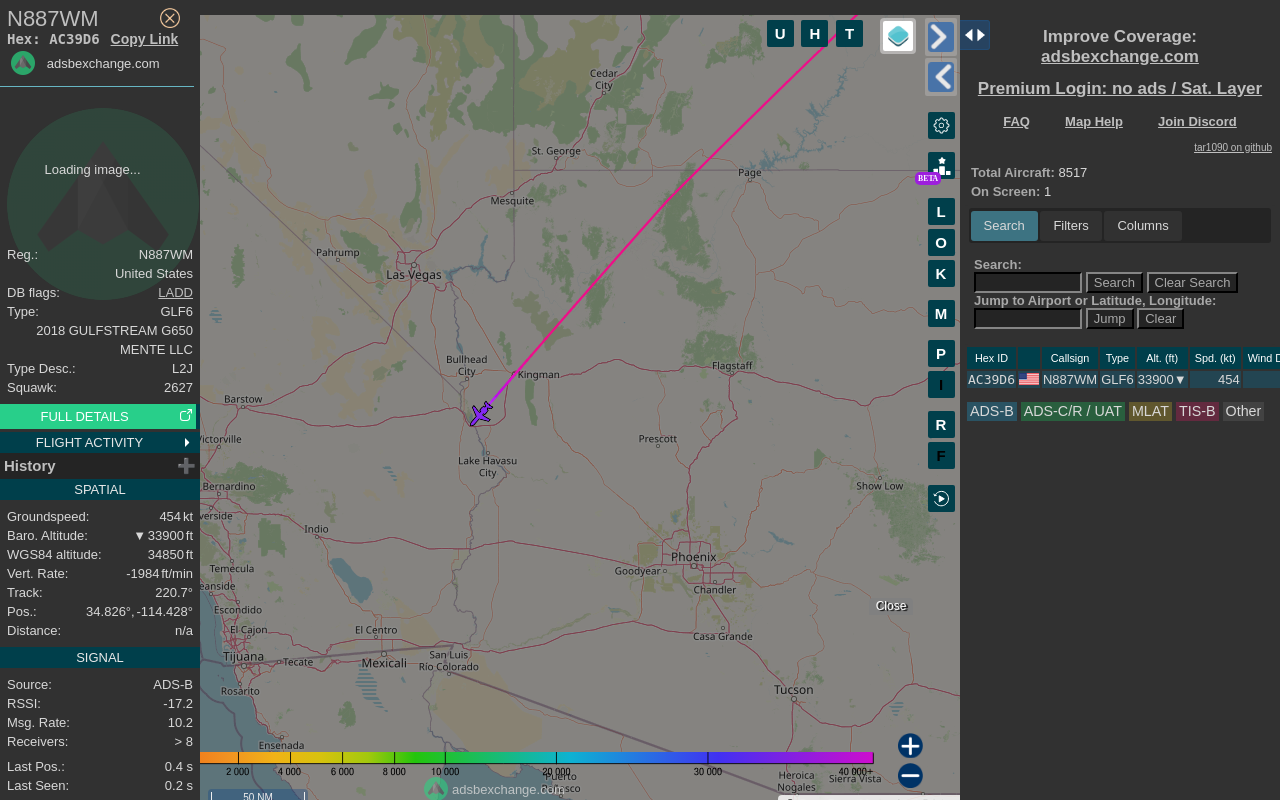 N887WM
Hex: AC39D6 Copy Link
adsbexchange.com
Loading image...
Reg.: N887WM
United States
DB flags: LADD
Type: GLF6
2018 GULFSTREAM G650
MENTE LLC
Type Desc.: L2J
Squawk: 2627
FULL DETAILS
FLIGHT ACTIVITY
History
SPATIAL
Groundspeed: 454 kt
Baro. Altitude: ▼ 33900 ft
WGS84 altitude: 34850 ft
Vert. Rate: -1984 ft/min
Track: 220.7°
Pos.: 34.826°, -114.428°
Distance: n/a
SIGNAL
Source: ADS-B
RSSI: -17.2
Msg. Rate: 10.2
Receivers: > 8
Last Pos.: 0.4 s
Last Seen: 0.2 s
U H T
Cedar
City
St. George
Page
BETA
Mesquite
L
O
Pahrump
Las Vegas
K
M
P
Bullhead
City
Kingman
Flagstaff
I
Barstow
R
Victorville
Prescott
F
Lake Havasu
City
Bernardino
Show Low
verside
Indio
Temecula
Phoenix
Goodyear
Chandler
eanside
Escondido
Close
El Cajon
El Centro
Casa Grande
Tijuana
Tecate
Mexicali
San Luis
Río Colorado
Rosarito
Tucson
Ensenada
2 000 4 000 6 000 8 000 10 000 20 000 30 000 40 000+
Heroica
Nogales
Sierra Vista
Puerto
adsbexchange.com
50 NM
Improve Coverage:
adsbexchange.com
Premium Login: no ads / Sat. Layer
FAQ Map Help Join Discord
tar1090 on github
Total Aircraft: 8517
On Screen: 1
Search Filters Columns
Search:
Search Clear Search
Jump to Airport or Latitude, Longitude:
Jump Clear
Hex ID Callsign Type Alt. (ft) Spd. (kt) Wind D
AC39D6 N887WM GLF6 33900▼ 454
ADS-B ADS-C/R / UAT MLAT TIS-B Other